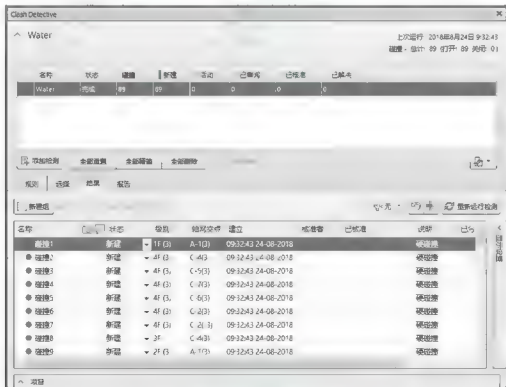 Clash Detective
Water
上次运行: 2018年8月24日 9:32:43
碰撞 - 总计: 89 (打开: 89 关闭: 0)
名称 状态 碰撞 新建 活动 已审阅 已核准 已解决
Water 完成 89 89 0 0 0 0
添加检测 全部重置 全部精简 全部删除
规则 选择 结果 报告
新建组 无 重新运行检测
名称 状态 级别 轴网交点 建立 核准者 已核准 说明
碰撞1 新建 1F (3) A-1(3) 09:32:43 24-08-2018 硬碰撞
碰撞2 新建 4F (3) C-4(3) 09:32:43 24-08-2018 硬碰撞
碰撞3 新建 4F (3) C-5(3) 09:32:43 24-08-2018 硬碰撞
碰撞4 新建 4F (3) C-7(3) 09:32:43 24-08-2018 硬碰撞
碰撞5 新建 4F (3) C-6(3) 09:32:43 24-08-2018 硬碰撞
碰撞6 新建 4F (3) C-2(3) 09:32:43 24-08-2018 硬碰撞
碰撞7 新建 4F (3) 09:32:43 24-08-2018 硬碰撞
碰撞8 新建 2F C-4(3) 09:32:43 24-08-2018 硬碰撞
碰撞9 新建 2F (3) A-1(3) 09:32:43 24-08-2018 硬碰撞
项目